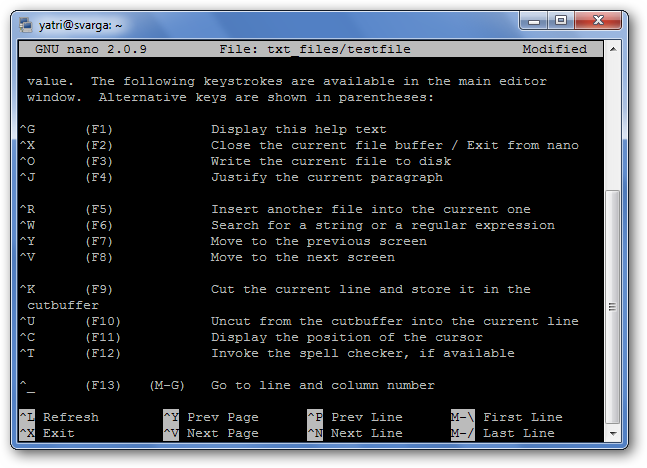 yatri@svarga: ~
GNU nano 2.0.9 File: txt_files/testfile Modified
value. The following keystrokes are available in the main editor
window. Alternative keys are shown in parentheses:
^G (F1) Display this help text
^X (F2) Close the current file buffer / Exit from nano
^O (F3) Write the current file to disk
^J (F4) Justify the current paragraph
^R (F5) Insert another file into the current one
^W (F6) Search for a string or a regular expression
^Y (F7) Move to the previous screen
^V (F8) Move to the next screen
^K (F9) Cut the current line and store it in the
cutbuffer
^U (F10) Uncut from the cutbuffer into the current line
^C (F11) Display the position of the cursor
^T (F12) Invoke the spell checker, if available
^_ (F13) (M-G) Go to line and column number
^L Refresh ^Y Prev Page ^P Prev Line M-\ First Line
^X Exit ^V Next Page ^N Next Line M-/ Last Line